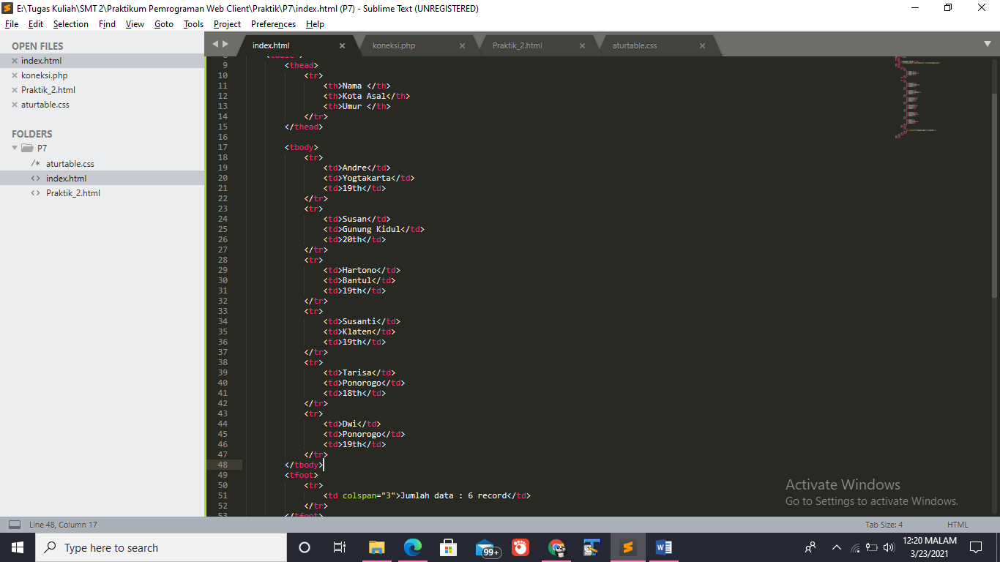 E:\Tugas Kuliah\SMT 2\Praktikum Pemrograman Web Client\Praktik\P7\index.html (P7) - Sublime Text (UNREGISTERED)
File Edit Selection Find View Goto Tools Project Preferences Help
OPEN FILES
index.html
koneksi.php
Praktik_2.html
aturtable.css
FOLDERS
P7
/* aturtable.css
<> index.html
<> Praktik_2.html
index.html koneksi.php Praktik_2.html aturtable.css
8 <table>
9 <thead>
10 <tr>
11 <th>Nama </th>
12 <th>Kota Asal</th>
13 <th>Umur </th>
14 </tr>
15 </thead>
16
17 <tbody>
18 <tr>
19 <td>Andre</td>
20 <td>Yogtakarta</td>
21 <td>19th</td>
22 </tr>
23 <tr>
24 <td>Susan</td>
25 <td>Gunung Kidul</td>
26 <td>20th</td>
27 </tr>
28 <tr>
29 <td>Hartono</td>
30 <td>Bantul</td>
31 <td>19th</td>
32 </tr>
33 <tr>
34 <td>Susanti</td>
35 <td>Klaten</td>
36 <td>19th</td>
37 </tr>
38 <tr>
39 <td>Tarisa</td>
40 <td>Ponorogo</td>
41 <td>18th</td>
42 </tr>
43 <tr>
44 <td>Dwi</td>
45 <td>Ponorogo</td>
46 <td>19th</td>
47 </tr>
48 </tbody>
49 <tfoot>
50 <tr>
51 <td colspan="3">Jumlah data : 6 record</td>
52 </tr>
53 </tfoot>
Activate Windows
Go to Settings to activate Windows.
Line 48, Column 17
Tab Size: 4
HTML
Type here to search
99+
12:20 MALAM
3/23/2021